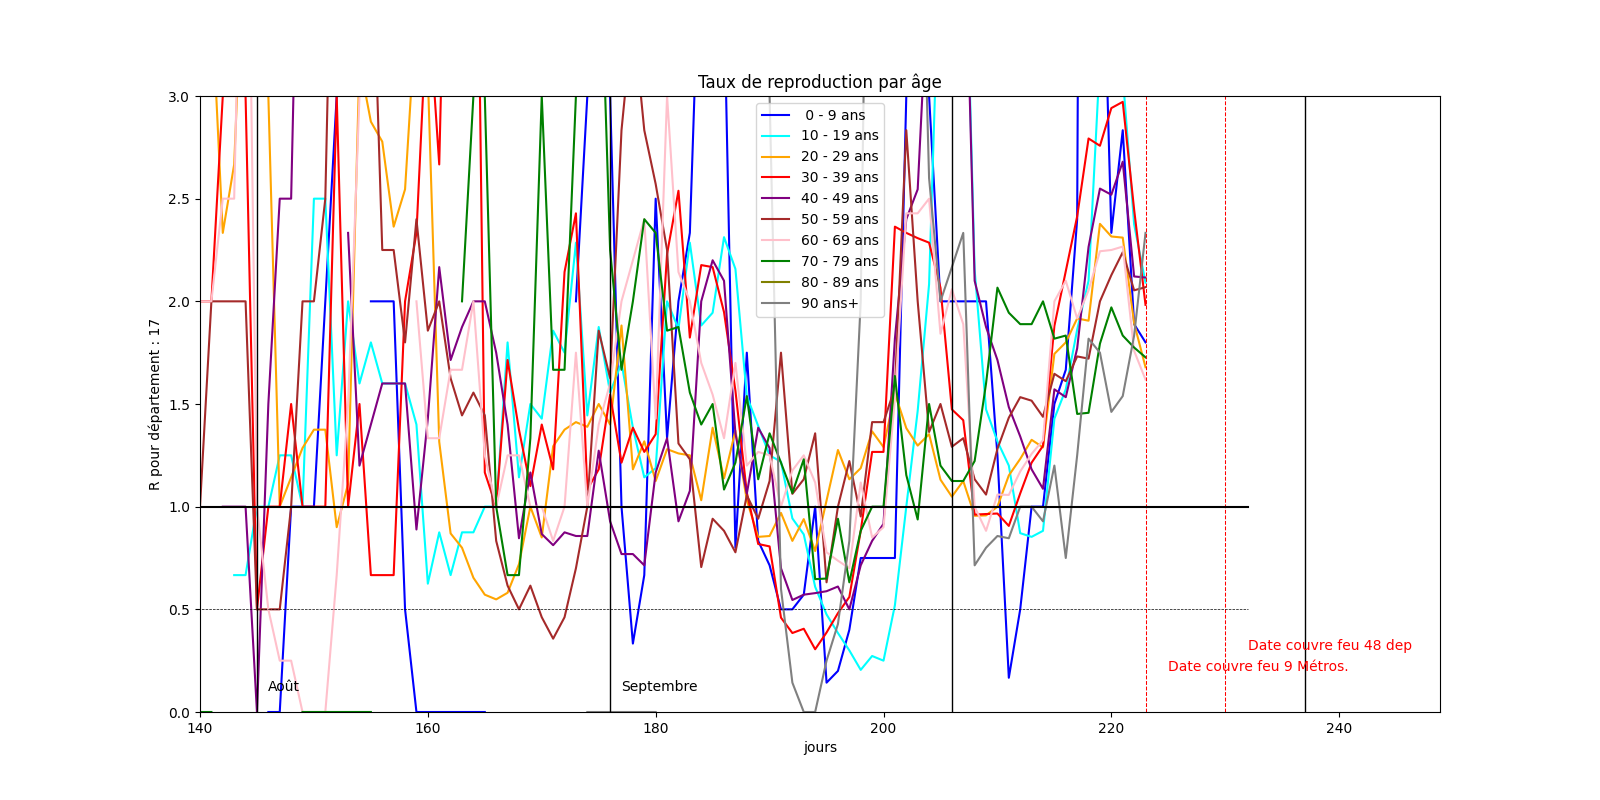 Taux de reproduction par âge
3.0
2.5
2.0
1.5
1.0
0.5
0.0
R pour département : 17
0 - 9 ans
10 - 19 ans
20 - 29 ans
30 - 39 ans
40 - 49 ans
50 - 59 ans
60 - 69 ans
70 - 79 ans
80 - 89 ans
90 ans+
Date couvre feu 48 dep
Date couvre feu 9 Métros.
Août
Septembre
140
160
180
200
220
240
jours